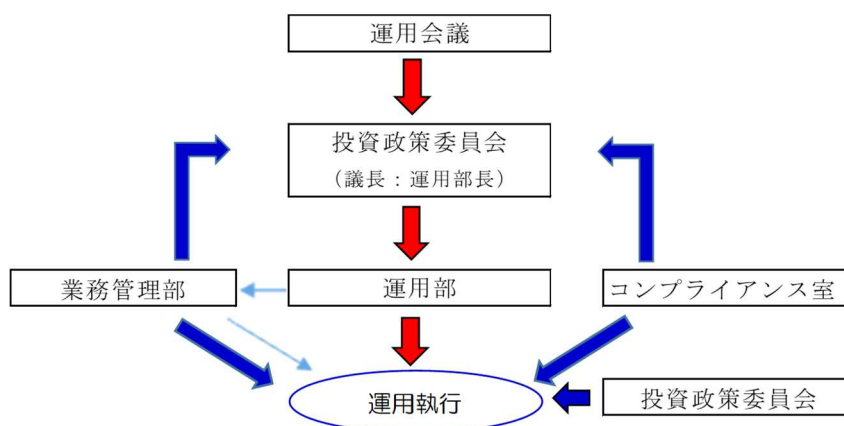 運用会議
投資政策委員会
（議長：運用部長）
業務管理部
運用部
コンプライアンス室
運用執行
投資政策委員会